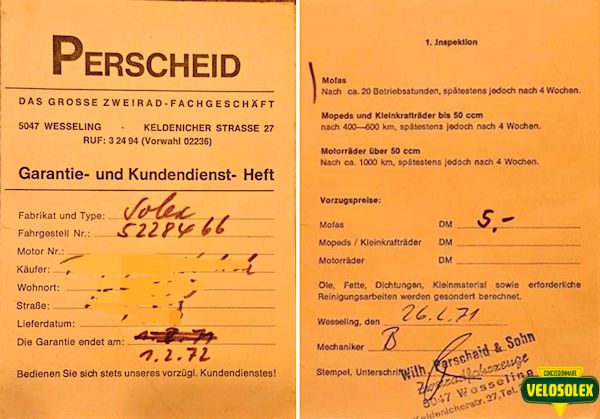 PERSCHEID
DAS GROSSE ZWEIRAD-FACHGESCHÄFT
5047 WESSELING · KELDENICHER STRASSE 27
RUF: 3 24 94 (Vorwahl 02236)
Garantie- und Kundendienst- Heft
Fabrikat und Type: Solex
Fahrgestell Nr.: 5228466
Motor Nr.:
Käufer:
Wohnort:
Straße:
Lieferdatum:
Die Garantie endet am:
1.2.72
Bedienen Sie sich stets unseres vorzügl. Kundendienstes!
1. Inspektion
Mofas
Nach ca. 20 Betriebsstunden, spätestens jedoch nach 4 Wochen.
Mopeds und Kleinkrafträder bis 50 ccm
nach 400—600 km, spätestens jedoch nach 4 Wochen.
Motorräder über 50 ccm
Nach ca. 1000 km, spätestens jedoch nach 4 Wochen.
Vorzugspreise:
Mofas DM 5,-
Mopeds / Kleinkrafträder DM
Motorräder DM
Öle, Fette, Dichtungen, Kleinmaterial sowie erforderliche
Reinigungsarbeiten werden gesondert berechnet.
Wesseling, den 26.2.71
Mechaniker B
Stempel, Unterschrift
Wilh. Perscheid & Sohn
Zweiradfahrzeuge
5047 Wesseling
Keldenicherstr. 27, Tel.
CONCESSIONNAIRE
VELOSOLEX